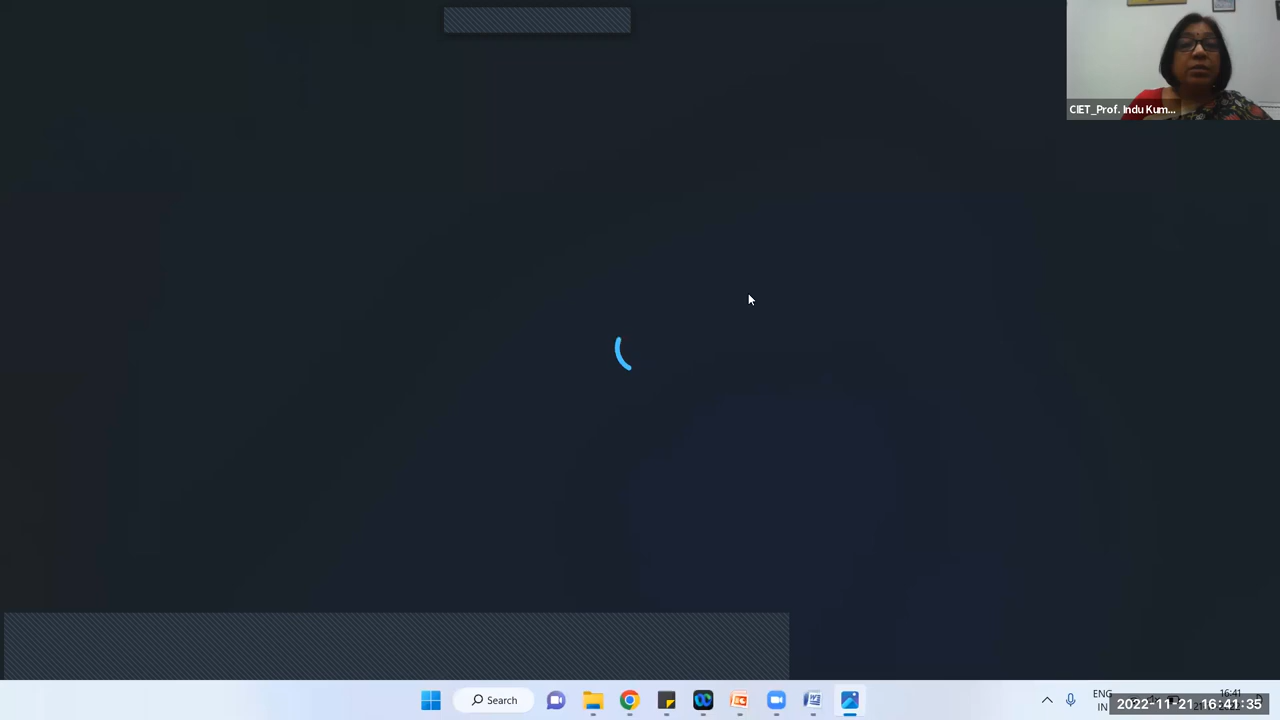 CIET_Prof. Indu Kum...
Search
ENG
IN
16:41
2022-11-21 16:41:35